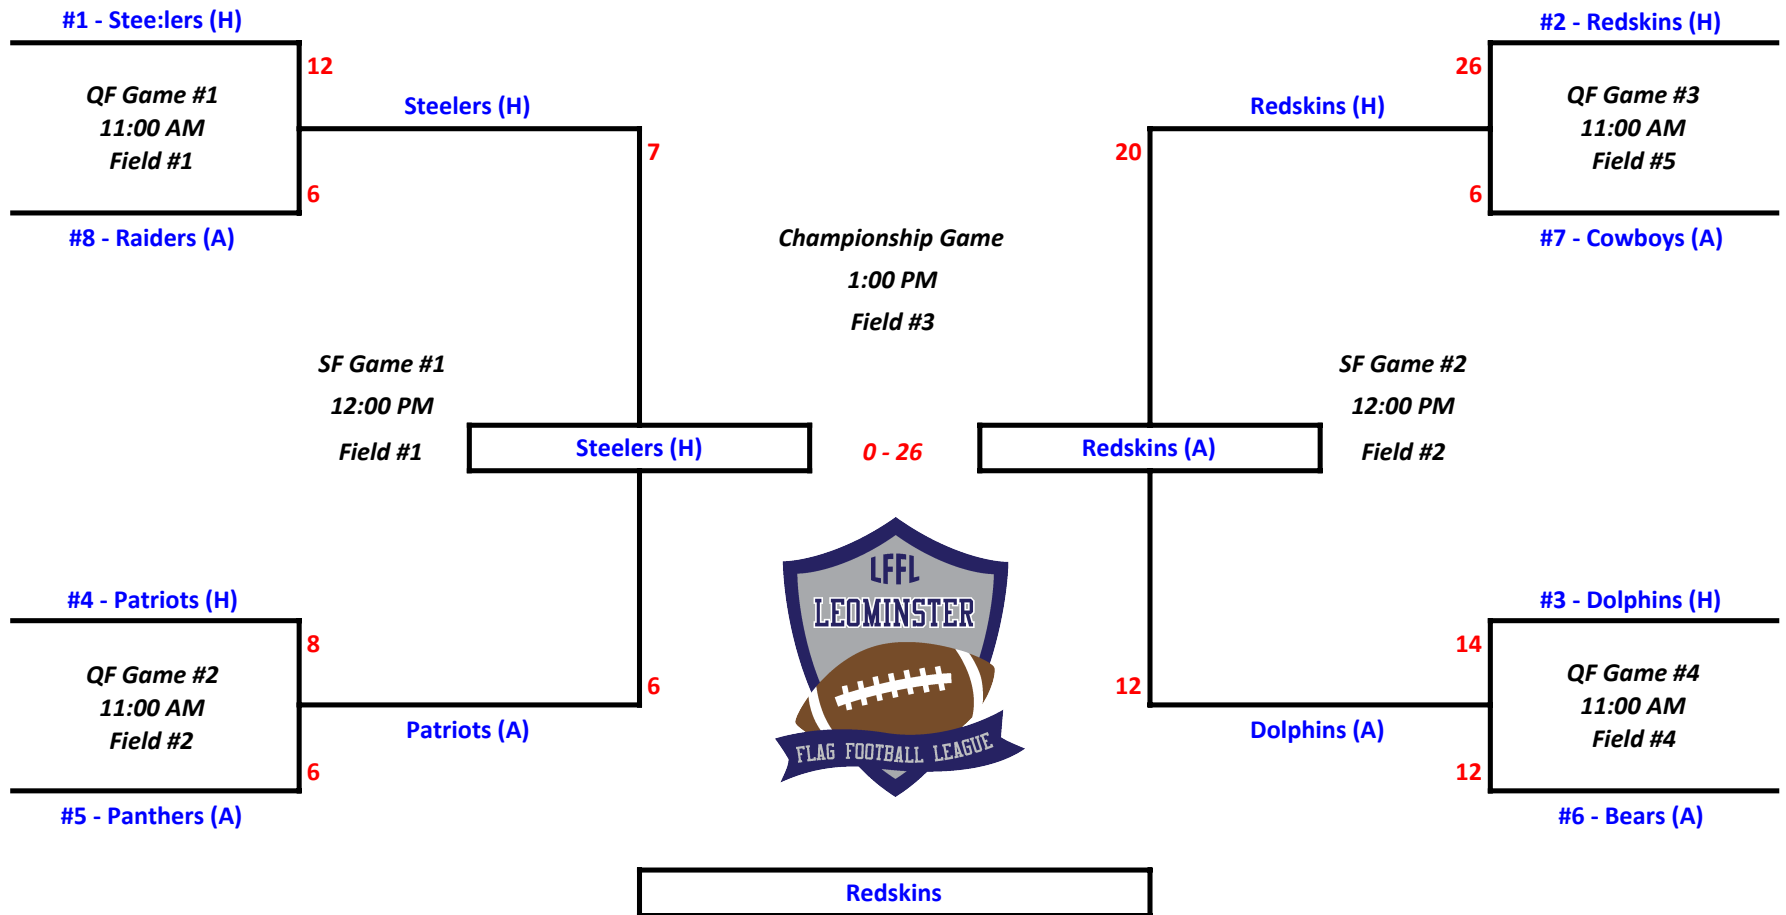 #1 - Stee:lers (H)
12
QF Game #1
11:00 AM
Field #1
6
#8 - Raiders (A)
Steelers (H)
7
SF Game #1
12:00 PM
Field #1
Steelers (H)
#4 - Patriots (H)
8
QF Game #2
11:00 AM
Field #2
6
#5 - Panthers (A)
Patriots (A)
6
Championship Game
1:00 PM
Field #3
0 - 26
LFFL
LEOMINSTER
FLAG FOOTBALL LEAGUE
#2 - Redskins (H)
26
QF Game #3
11:00 AM
Field #5
6
#7 - Cowboys (A)
Redskins (H)
20
SF Game #2
12:00 PM
Field #2
Redskins (A)
#3 - Dolphins (H)
14
QF Game #4
11:00 AM
Field #4
12
#6 - Bears (A)
Dolphins (A)
12
Redskins